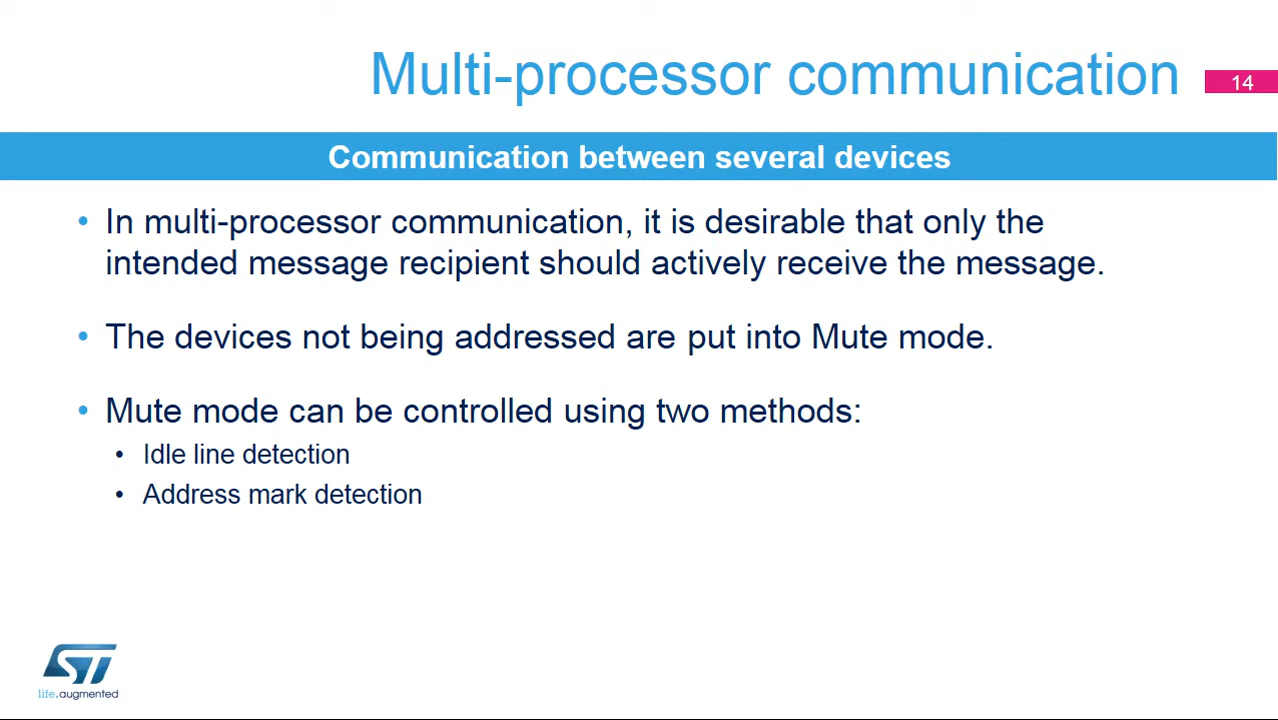 Multi-processor communication
14
Communication between several devices
• In multi-processor communication, it is desirable that only the
intended message recipient should actively receive the message.
• The devices not being addressed are put into Mute mode.
• Mute mode can be controlled using two methods:
• Idle line detection
• Address mark detection
ST
life.augmented